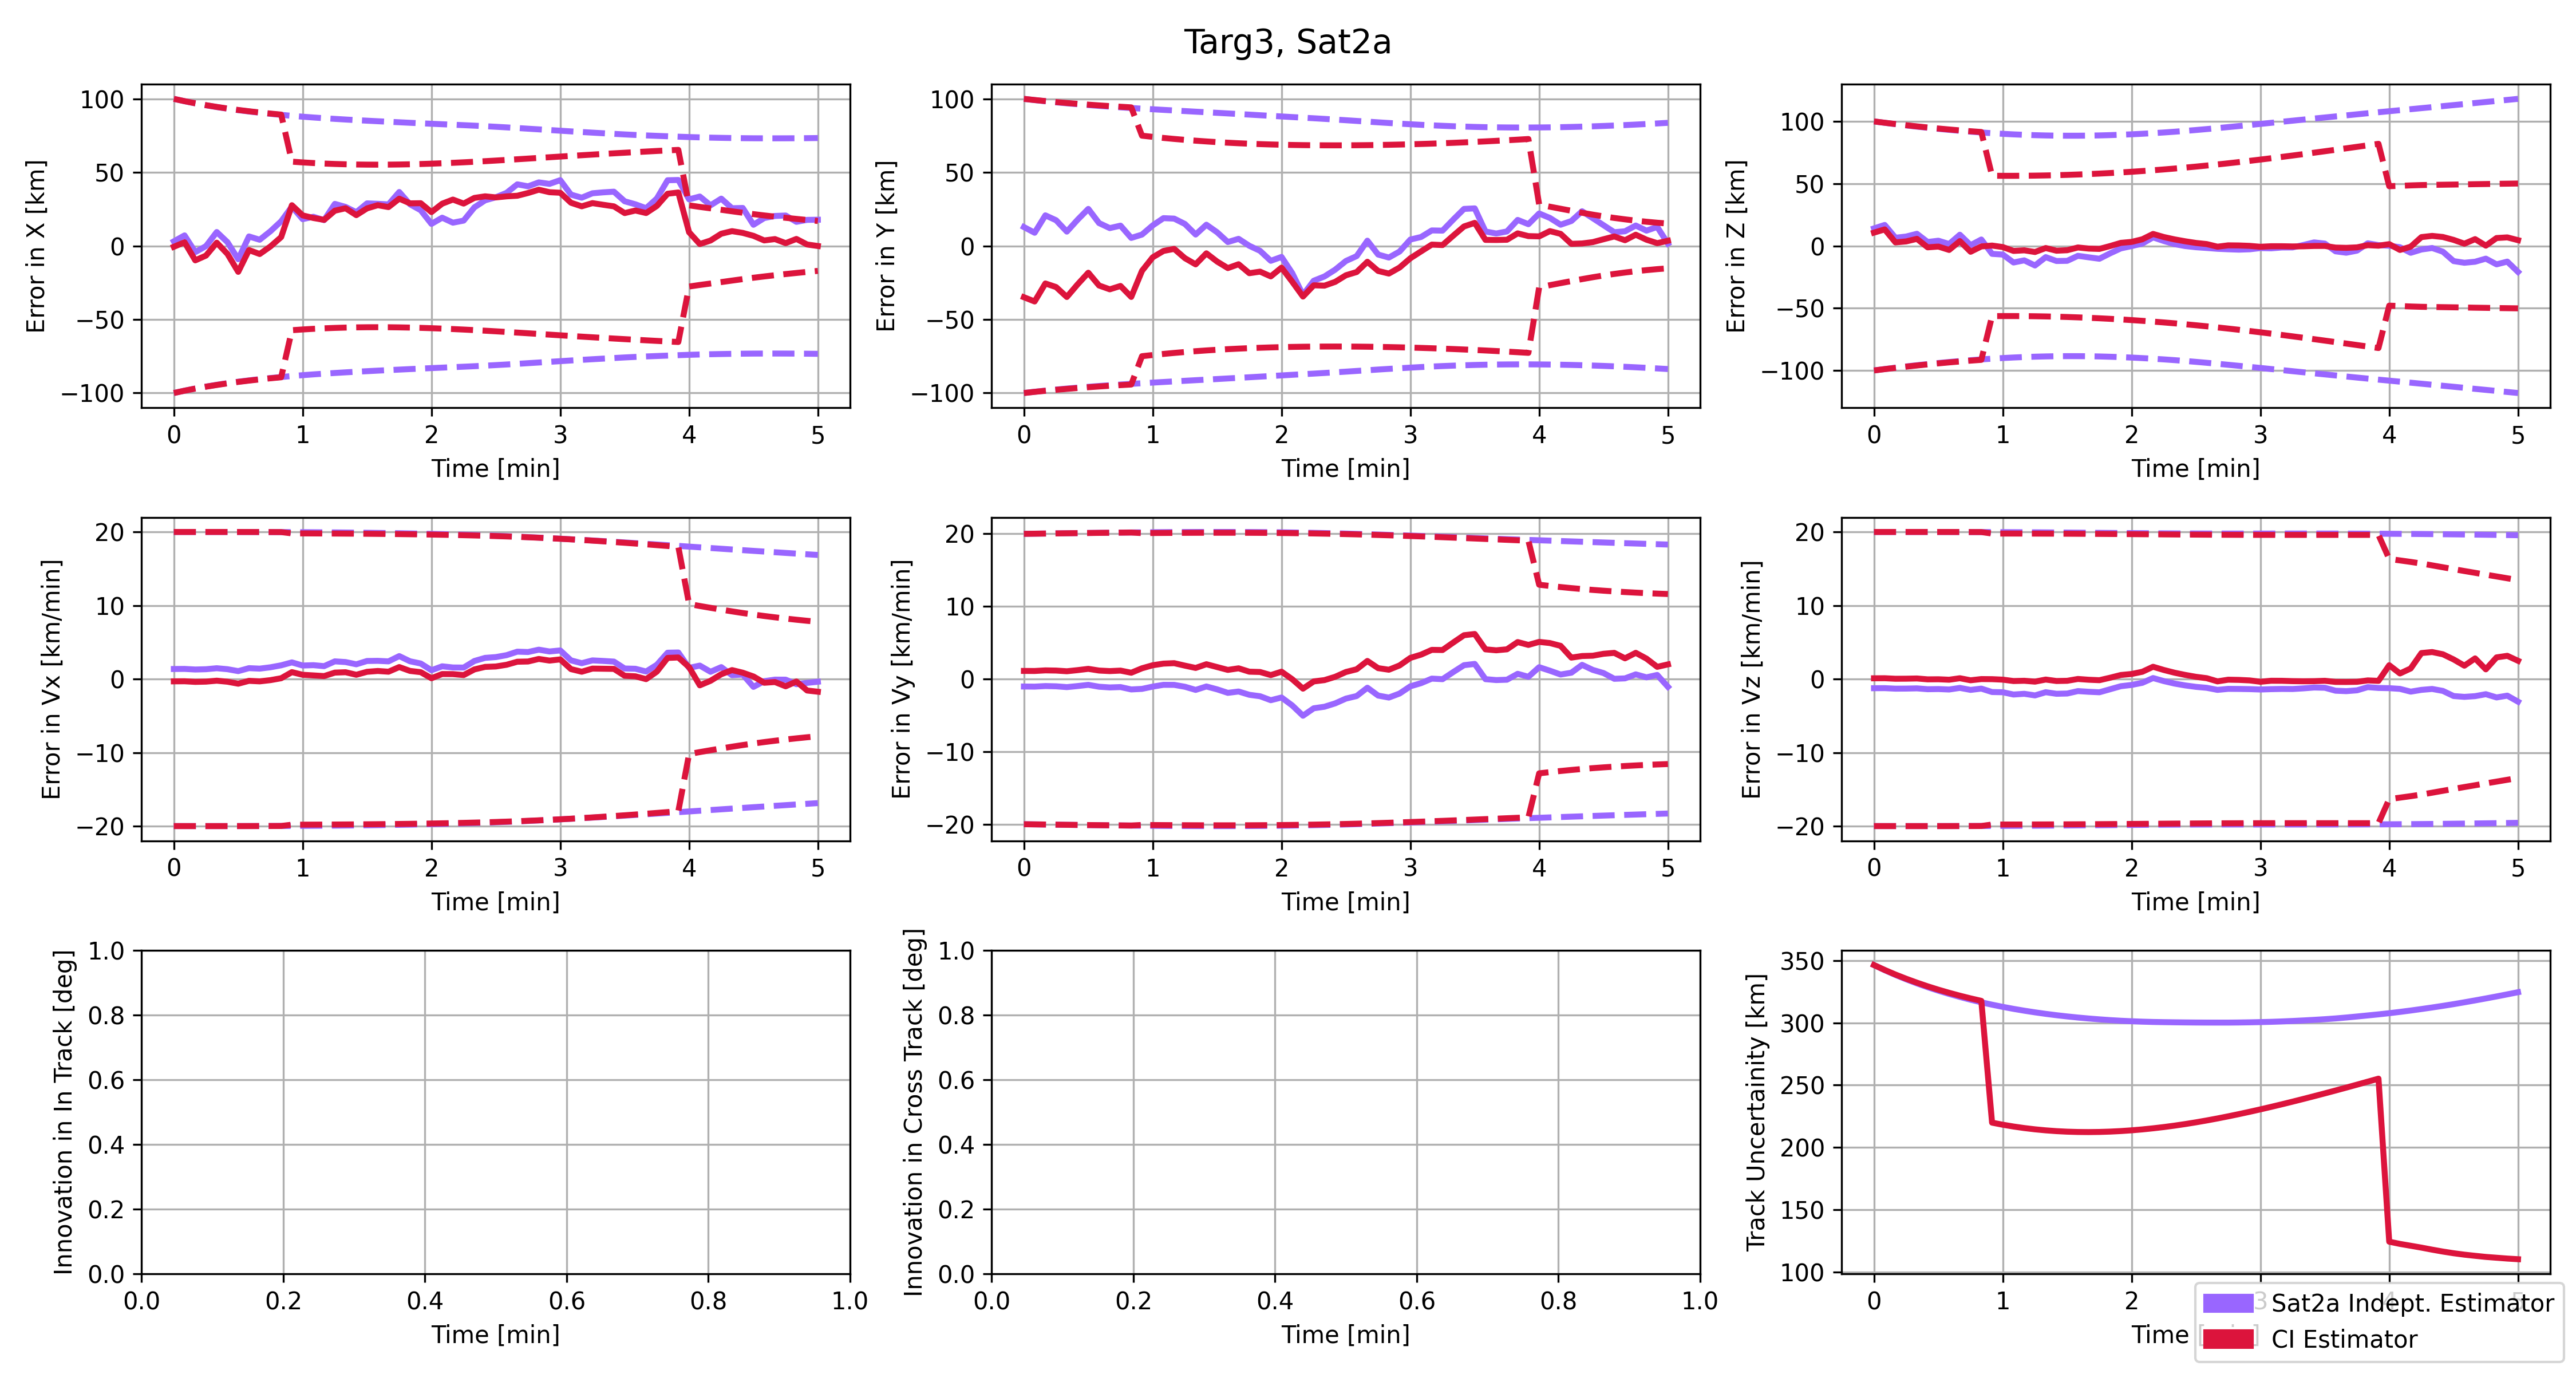 Targ3, Sat2a
100
50
0
−50
−100
Error in X [km]
0 1 2 3 4 5
Time [min]
100
50
0
−50
−100
Error in Y [km]
0 1 2 3 4 5
Time [min]
100
50
0
−50
−100
Error in Z [km]
0 1 2 3 4 5
Time [min]
20
10
0
−10
−20
Error in Vx [km/min]
0 1 2 3 4 5
Time [min]
20
10
0
−10
−20
Error in Vy [km/min]
0 1 2 3 4 5
Time [min]
20
10
0
−10
−20
Error in Vz [km/min]
0 1 2 3 4 5
Time [min]
1.0
0.8
0.6
0.4
0.2
0.0
Innovation in In Track [deg]
0.0 0.2 0.4 0.6 0.8 1.0
Time [min]
1.0
0.8
0.6
0.4
0.2
0.0
Innovation in Cross Track [deg]
0.0 0.2 0.4 0.6 0.8 1.0
Time [min]
350
300
250
200
150
100
Track Uncertainity [km]
0 1 2 3 4 5
Time
Sat2a Indept. Estimator
CI Estimator